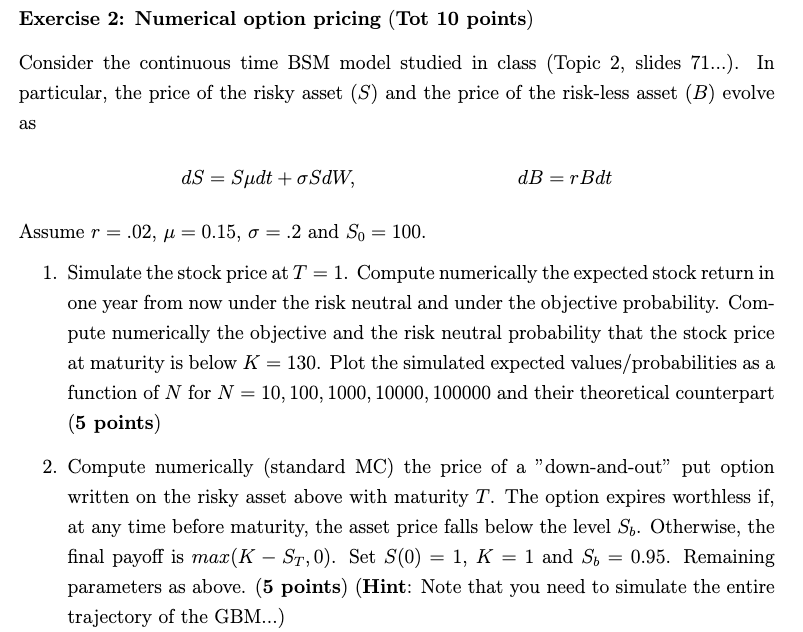 Exercise 2: Numerical option pricing (Tot 10 points)
Consider the continuous time BSM model studied in class (Topic 2, slides 71...). In
particular, the price of the risky asset (S) and the price of the risk-less asset (B) evolve
as
dS = Sμdt + σSdW, dB = rBdt
Assume r = .02, μ = 0.15, σ = .2 and S₀ = 100.
1. Simulate the stock price at T = 1. Compute numerically the expected stock return in
one year from now under the risk neutral and under the objective probability. Com-
pute numerically the objective and the risk neutral probability that the stock price
at maturity is below K = 130. Plot the simulated expected values/probabilities as a
function of N for N = 10, 100, 1000, 10000, 100000 and their theoretical counterpart
(5 points)
2. Compute numerically (standard MC) the price of a ”down-and-out” put option
written on the risky asset above with maturity T. The option expires worthless if,
at any time before maturity, the asset price falls below the level S_b. Otherwise, the
final payoff is max(K − S_T, 0). Set S(0) = 1, K = 1 and S_b = 0.95. Remaining
parameters as above. (5 points) (Hint: Note that you need to simulate the entire
trajectory of the GBM...)